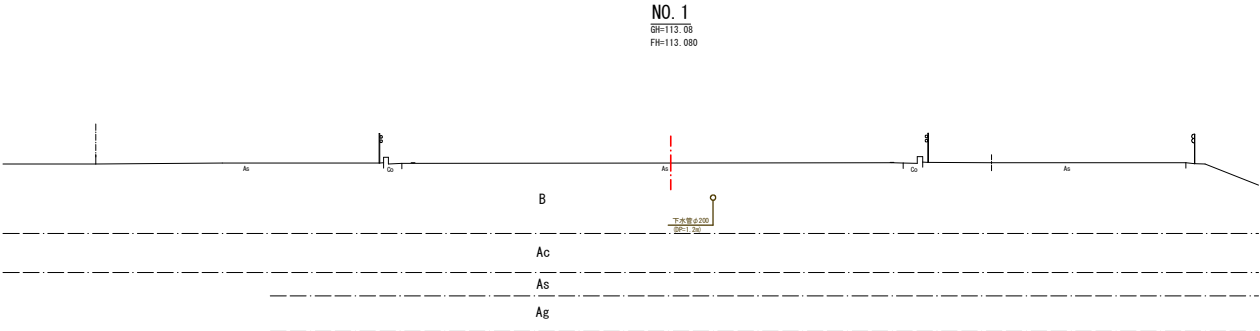 NO. 1
GH=113.08
FH=113.080
As
Co
As
Co
As
B
下水管φ200
(DP=1.2m)
Ac
As
Ag